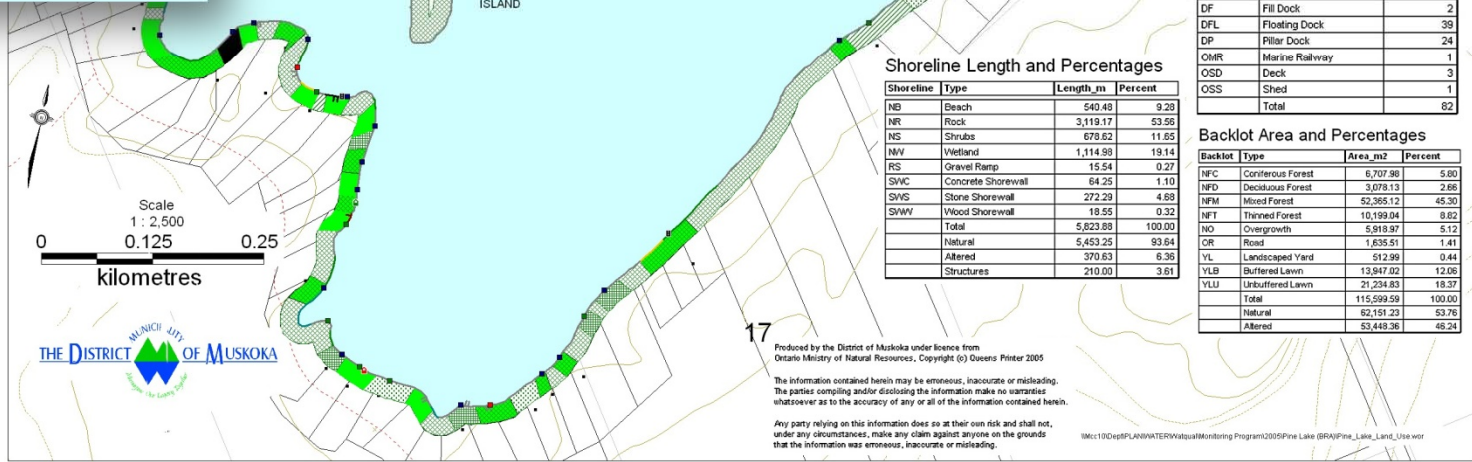 ISLAND
Scale
1 : 2,500
0 0.125 0.25
kilometres
THE DISTRICT OF MUSKOKA
17
Produced by the District of Muskoka under licence from
Ontario Ministry of Natural Resources, Copyright (c) Queens Printer 2005
The information contained herein may be erroneous, inaccurate or misleading.
The parties compiling and/or disclosing the information make no warranties
whatsoever as to the accuracy of any or all of the information contained herein.
Any party relying on this information does so at their own risk and shall not,
under any circumstances, make any claim against anyone on the grounds
that the information was erroneous, inaccurate or misleading.
Shoreline Length and Percentages
Shoreline Type Length_m Percent
NB Beach 540.48 9.28
NR Rock 3,119.17 53.56
NS Shrubs 678.62 11.65
NW Wetland 1,114.98 19.14
RS Gravel Ramp 15.54 0.27
SWC Concrete Shorewall 64.25 1.10
SWS Stone Shorewall 272.29 4.68
SWW Wood Shorewall 18.55 0.32
Total 5,823.88 100.00
Natural 5,453.25 93.64
Altered 370.63 6.36
Structures 210.00 3.61
DF Fill Dock 2
DFL Floating Dock 39
DP Pillar Dock 24
OMR Marine Railway 1
OSD Deck 3
OSS Shed 1
Total 82
Backlot Area and Percentages
Backlot Type Area_m2 Percent
NFC Coniferous Forest 6,707.98 5.80
NFD Deciduous Forest 3,078.13 2.66
NFM Mixed Forest 52,365.12 45.30
NFT Thinned Forest 10,199.04 8.82
NO Overgrowth 5,918.97 5.12
OR Road 1,635.51 1.41
YL Landscaped Yard 512.99 0.44
YLB Buffered Lawn 13,947.02 12.06
YLU Unbuffered Lawn 21,234.83 18.37
Total 115,599.59 100.00
Natural 62,151.23 53.76
Altered 53,448.36 46.24
\\Mcc10\Dept\PLAN\WATER\Watqual\Monitoring Program\2005\Pine Lake (BRA)\Pine_Lake_Land_Use.wor